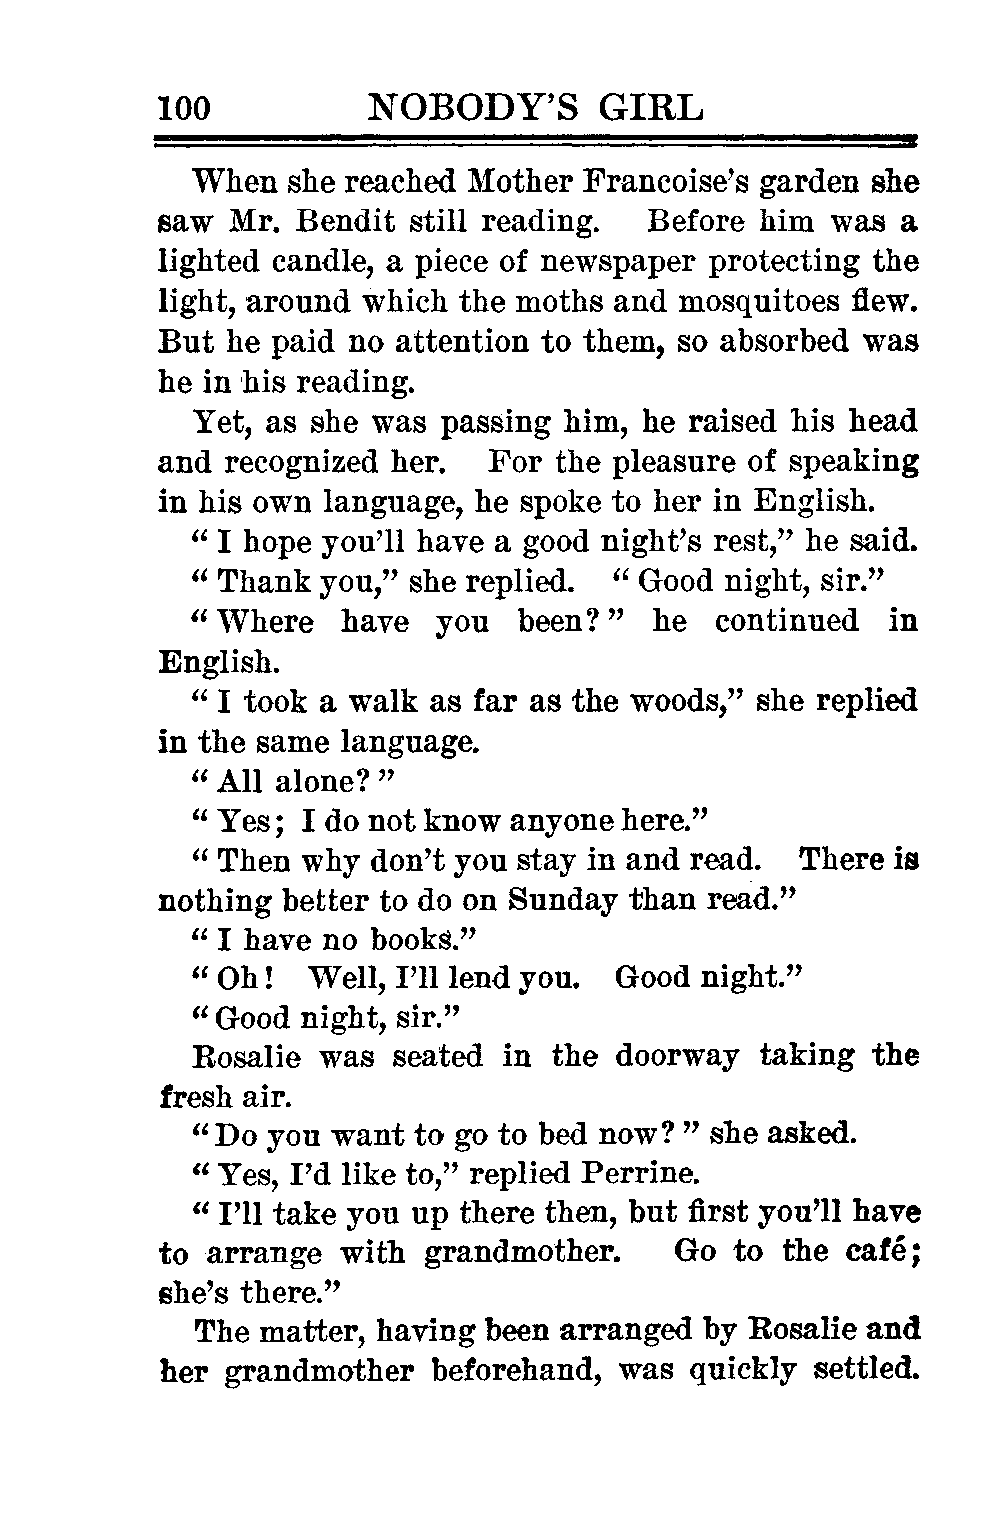 100 NOBODY'S GIRL
When she reached Mother Francoise's garden she
saw Mr. Bendit still reading. Before him was a
lighted candle, a piece of newspaper protecting the
light, around which the moths and mosquitoes flew.
But he paid no attention to them, so absorbed was
he in his reading.
Yet, as she was passing him, he raised his head
and recognized her. For the pleasure of speaking
in his own language, he spoke to her in English.
" I hope you'll have a good night's rest," he said.
" Thank you," she replied. " Good night, sir."
" Where have you been? " he continued in
English.
" I took a walk as far as the woods," she replied
in the same language.
" All alone? "
" Yes; I do not know anyone here."
" Then why don't you stay in and read. There is
nothing better to do on Sunday than read."
" I have no books."
" Oh! Well, I'll lend you. Good night."
" Good night, sir."
Rosalie was seated in the doorway taking the
fresh air.
" Do you want to go to bed now? " she asked.
" Yes, I'd like to," replied Perrine.
" I'll take you up there then, but first you'll have
to arrange with grandmother. Go to the café;
she's there."
The matter, having been arranged by Rosalie and
her grandmother beforehand, was quickly settled.